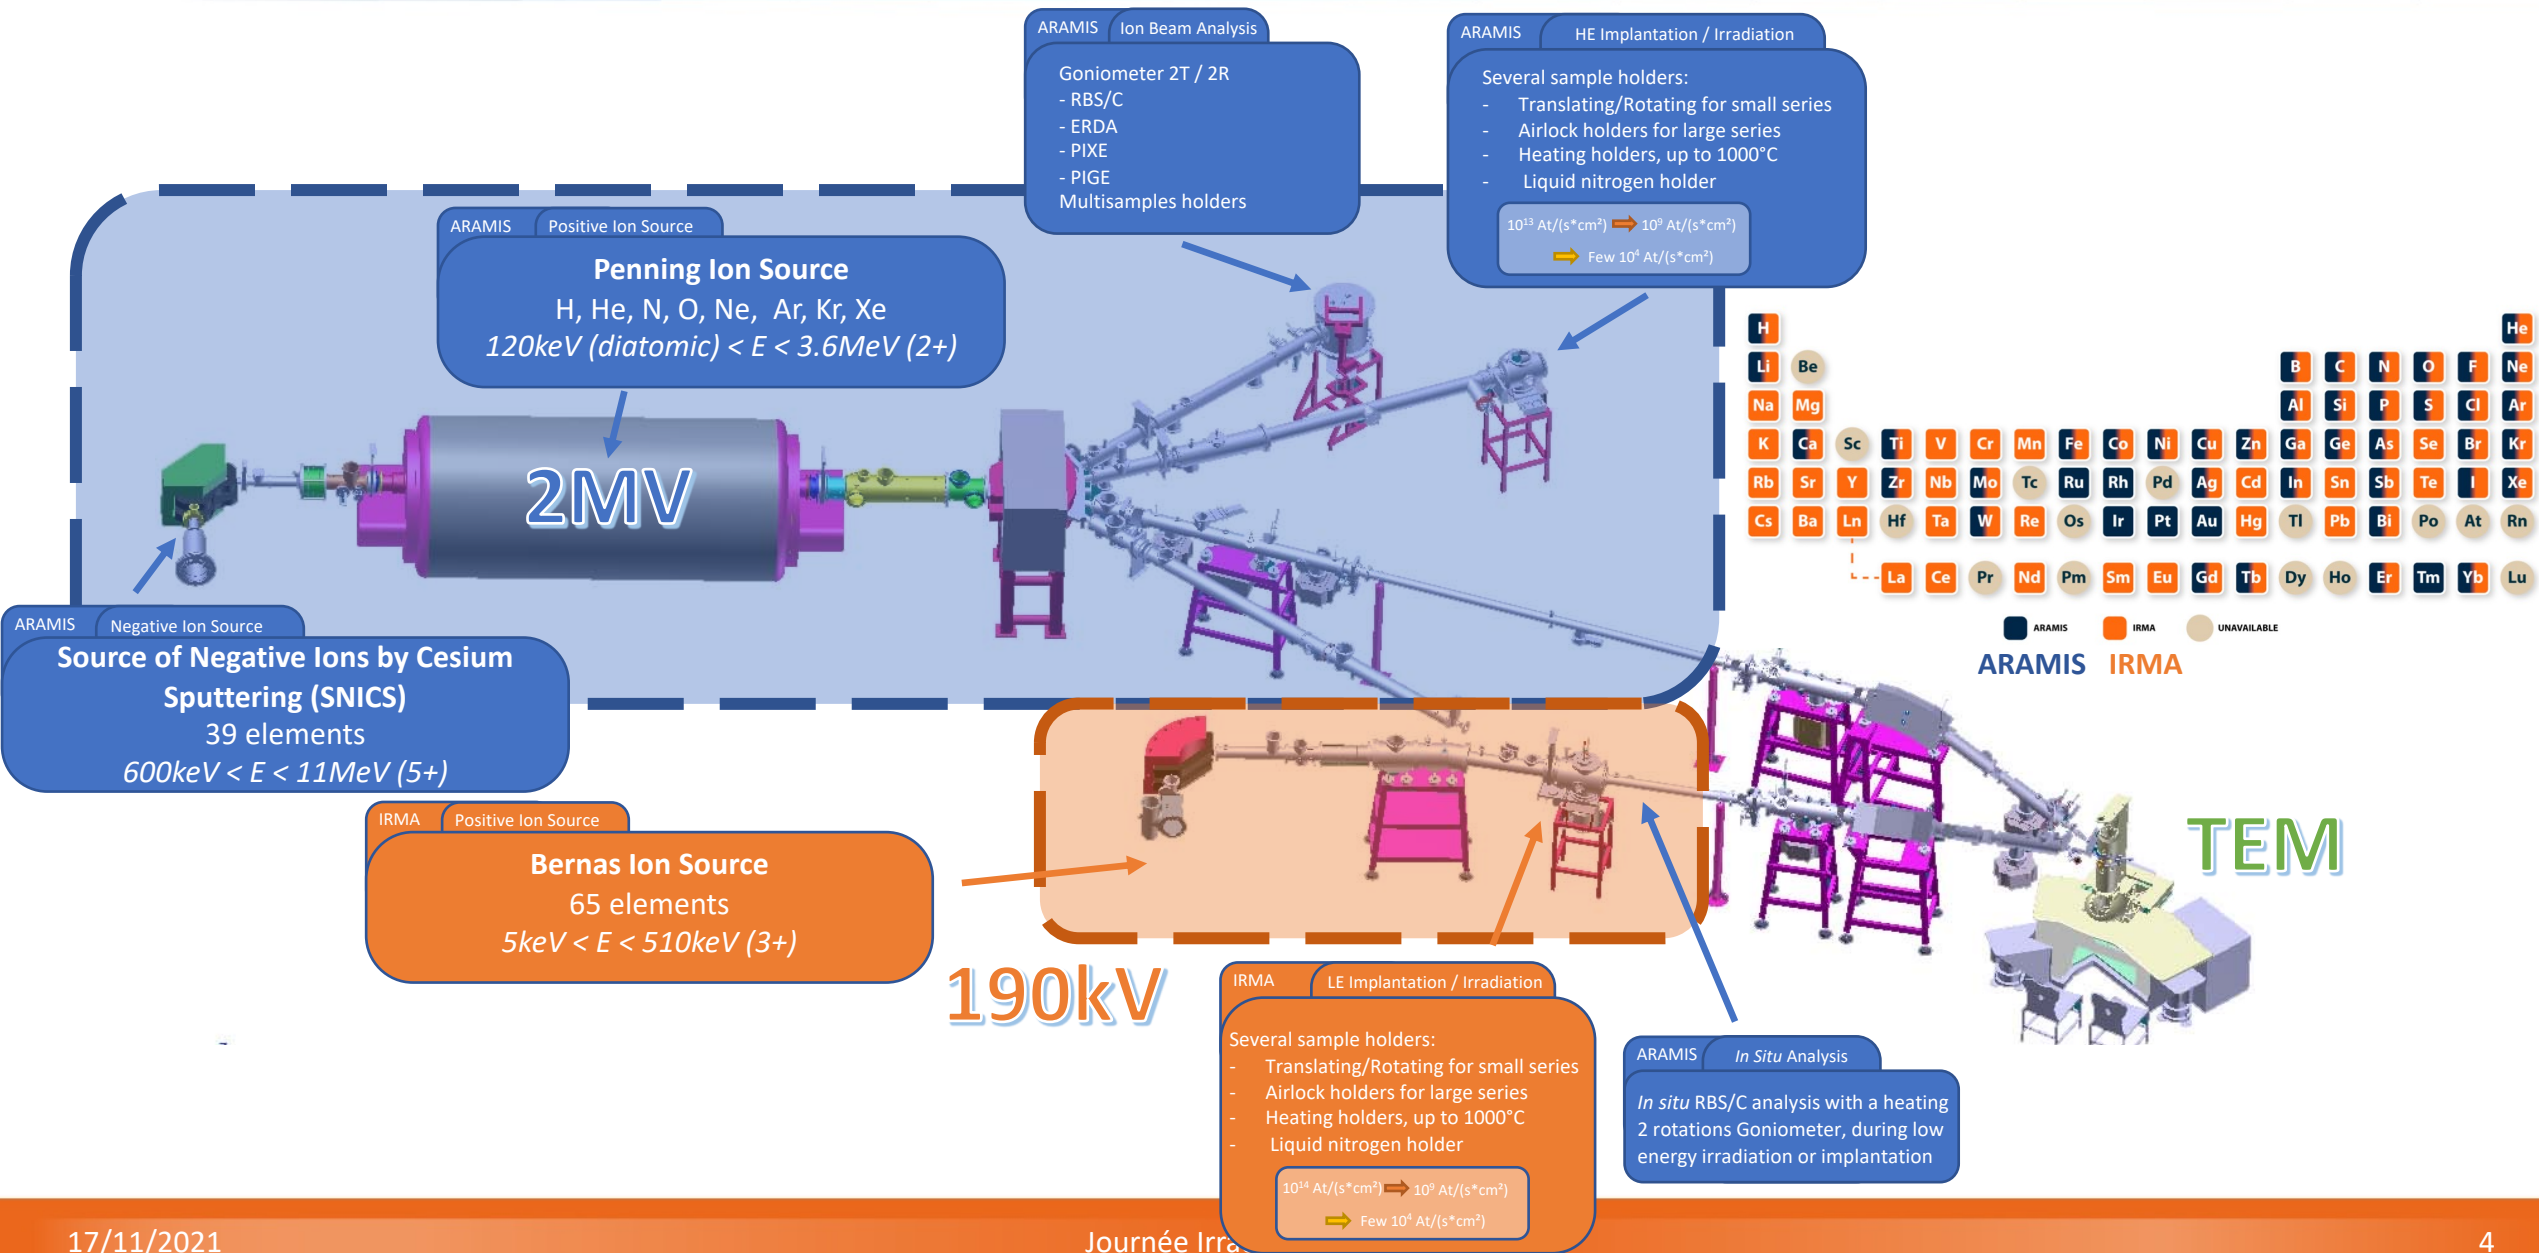 ARAMIS Ion Beam Analysis
Goniometer 2T / 2R
- RBS/C
- ERDA
- PIXE
- PIGE
Multisamples holders
ARAMIS HE Implantation / Irradiation
Several sample holders:
- Translating/Rotating for small series
- Airlock holders for large series
- Heating holders, up to 1000°C
- Liquid nitrogen holder
10¹³ At/(s*cm²) 10⁹ At/(s*cm²)
Few 10⁴ At/(s*cm²)
ARAMIS Positive Ion Source
Penning Ion Source
H, He, N, O, Ne, Ar, Kr, Xe
120keV (diatomic) < E < 3.6MeV (2+)
2MV
H He
Li Be B C N O F Ne
Na Mg Al Si P S Cl Ar
K Ca Sc Ti V Cr Mn Fe Co Ni Cu Zn Ga Ge As Se Br Kr
Rb Sr Y Zr Nb Mo Tc Ru Rh Pd Ag Cd In Sn Sb Te I Xe
Cs Ba Ln Hf Ta W Re Os Ir Pt Au Hg Tl Pb Bi Po At Rn
La Ce Pr Nd Pm Sm Eu Gd Tb Dy Ho Er Tm Yb Lu
ARAMIS IRMA UNAVAILABLE
ARAMIS IRMA
ARAMIS Negative Ion Source
Source of Negative Ions by Cesium
Sputtering (SNICS)
39 elements
600keV < E < 11MeV (5+)
IRMA Positive Ion Source
Bernas Ion Source
65 elements
5keV < E < 510keV (3+)
190kV
TEM
IRMA LE Implantation / Irradiation
Several sample holders:
- Translating/Rotating for small series
- Airlock holders for large series
- Heating holders, up to 1000°C
- Liquid nitrogen holder
10¹⁴ At/(s*cm²) 10⁹ At/(s*cm²)
Few 10⁴ At/(s*cm²)
ARAMIS In Situ Analysis
In situ RBS/C analysis with a heating
2 rotations Goniometer, during low
energy irradiation or implantation
17/11/2021
Journée Irra
4